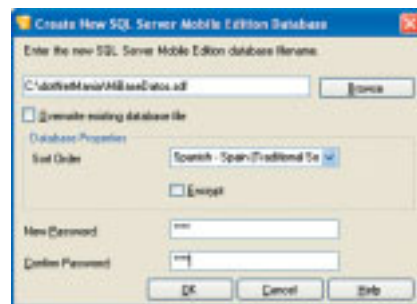 Create New SQL Server Mobile Edition Database
Enter the new SQL Server Mobile Edition database filename.
C:\dotNetMania\MiBaseDatos.sdf
Browse
Overwrite existing database file
Database Properties
Sort Order
Spanish - Spain (Traditional So
Encrypt
New Password
****
Confirm Password
****
OK
Cancel
Help